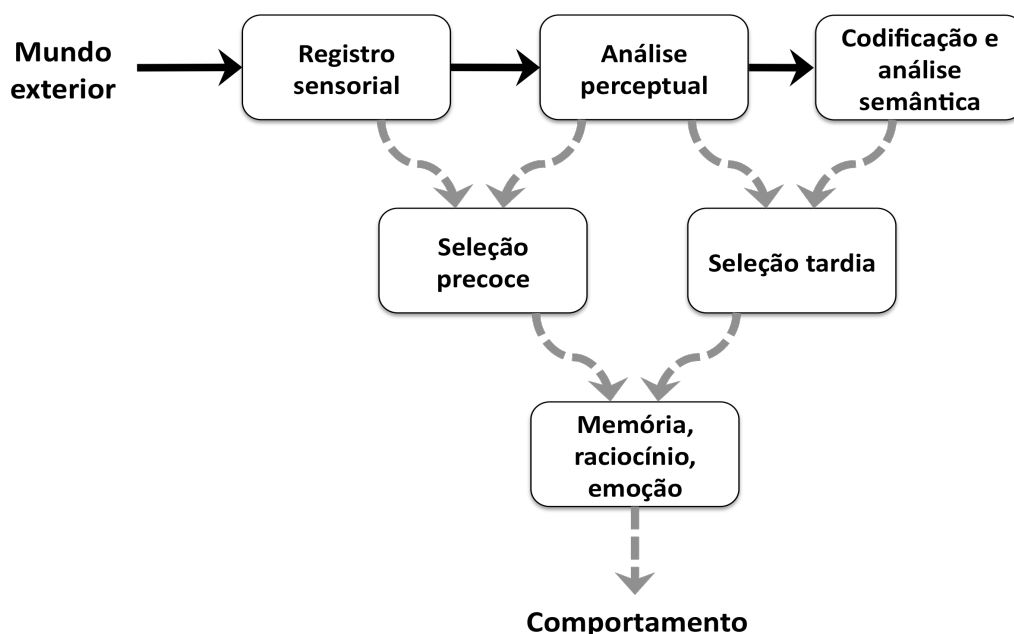 Mundo
exterior
Registro
sensorial
Análise
perceptual
Codificação e
análise
semântica
Seleção
precoce
Seleção tardia
Memória,
raciocínio,
emoção
Comportamento